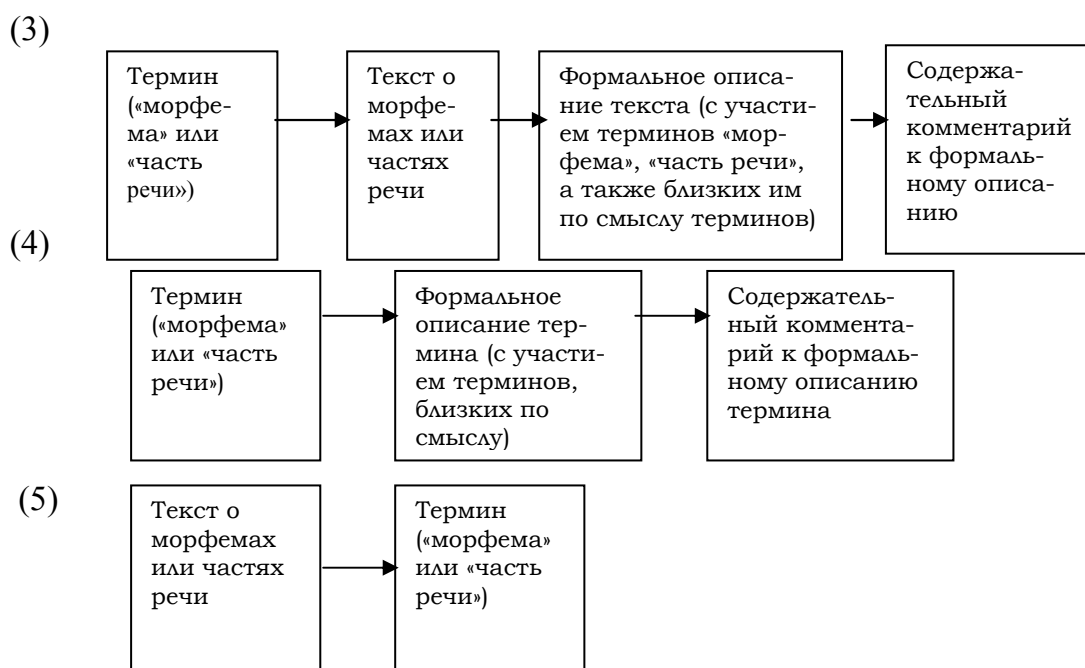 (3)
Термин
(«морфе-
ма» или
«часть
речи»)
Текст о
морфе-
мах или
частях
речи
Формальное описа-
ние текста (с участи-
ем терминов «мор-
фема», «часть речи»,
а также близких им
по смыслу терминов)
Содержа-
тельный
комментарий
к формаль-
ному описа-
нию
(4)
Термин
(«морфема»
или «часть
речи»)
Формальное
описание тер-
мина (с участи-
ем терминов,
близких по
смыслу)
Содержатель-
ный коммента-
рий к формаль-
ному описанию
термина
(5)
Текст о
морфемах
или частях
речи
Термин
(«морфема»
или «часть
речи»)